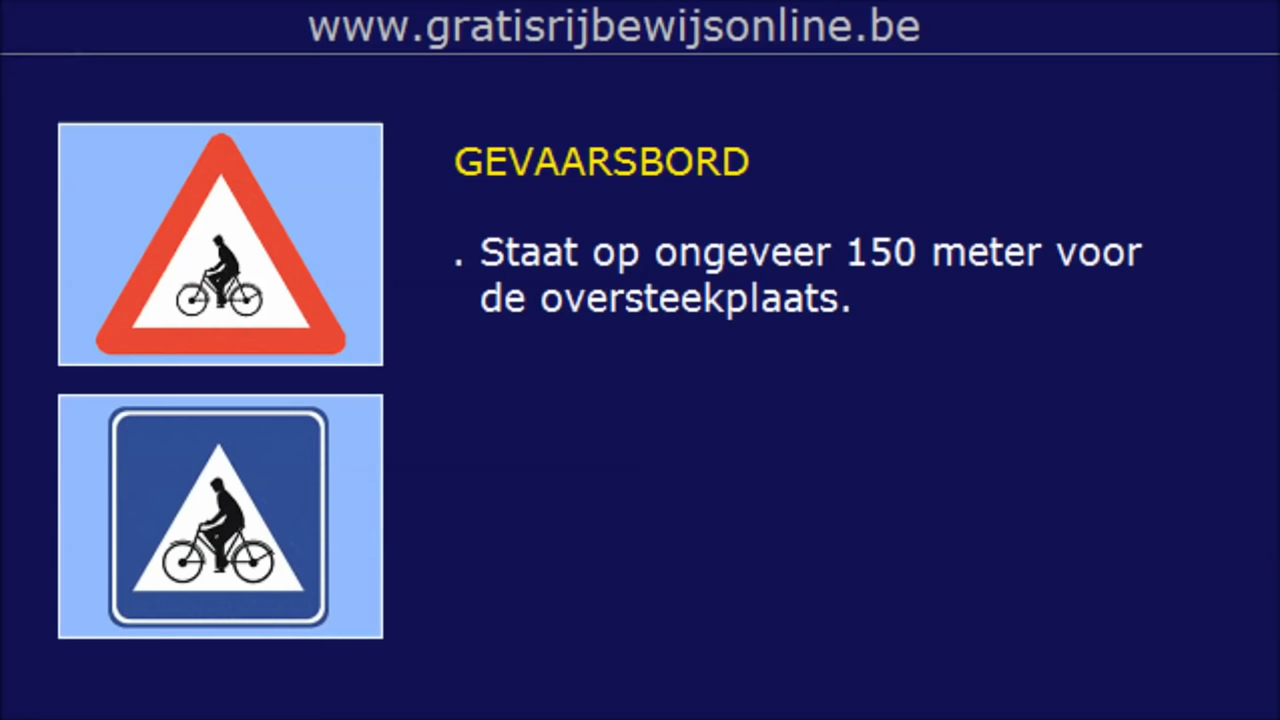 www.gratisrijbewijsonline.be
GEVAARSBORD
. Staat op ongeveer 150 meter voor
de oversteekplaats.